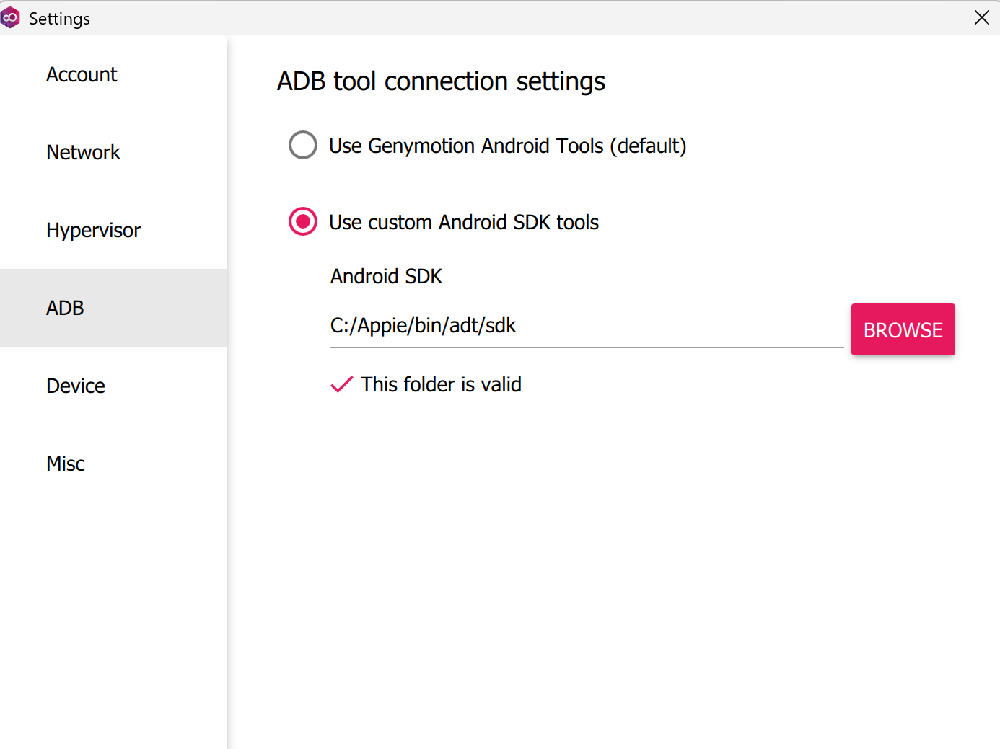 Settings
Account
Network
Hypervisor
ADB
Device
Misc
ADB tool connection settings
Use Genymotion Android Tools (default)
Use custom Android SDK tools
Android SDK
C:/Appie/bin/adt/sdk
BROWSE
This folder is valid